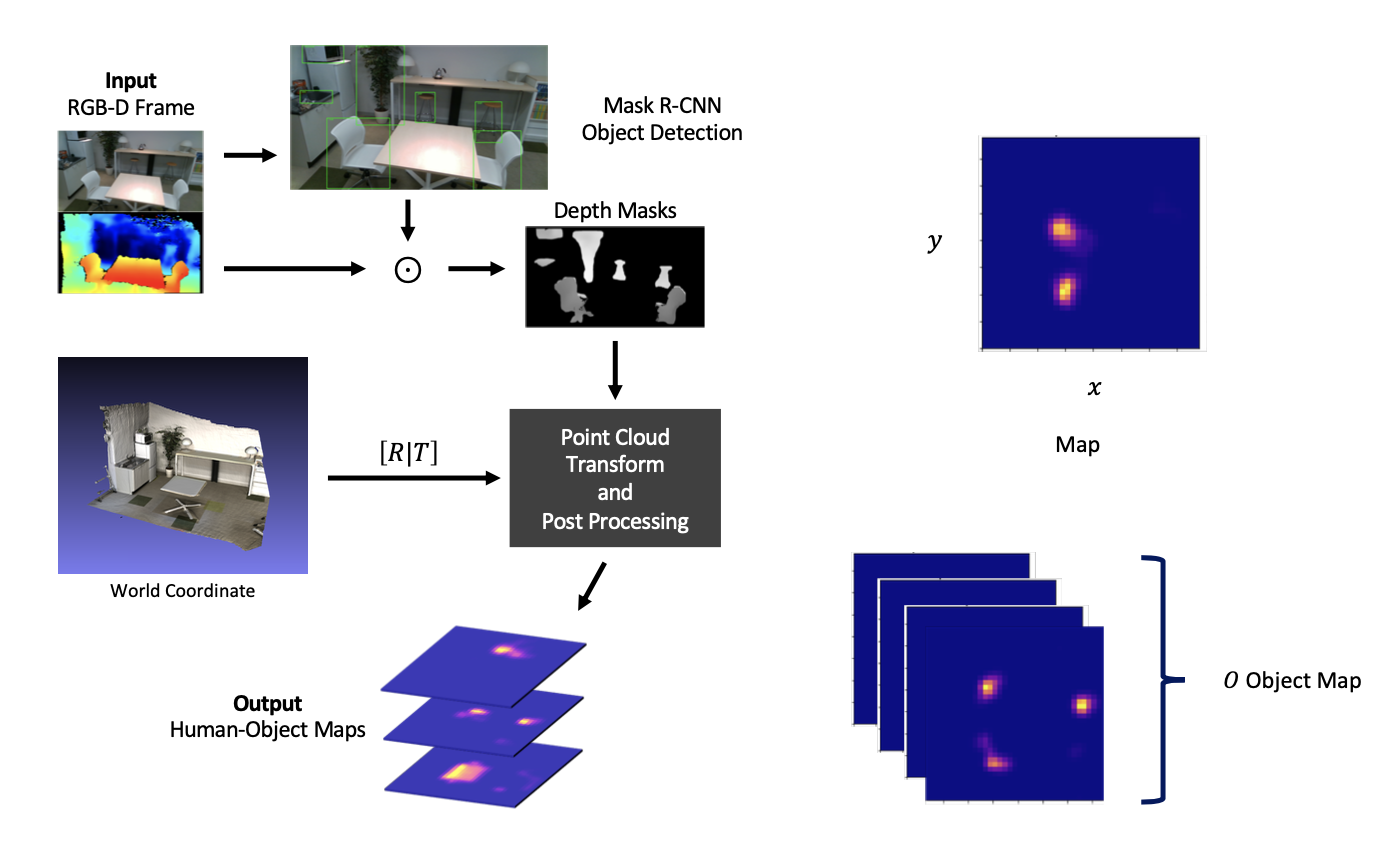 Input
RGB-D Frame
Mask R-CNN
Object Detection
Depth Masks
⊙
[R|T]
Point Cloud
Transform
and
Post Processing
World Coordinate
Output
Human-Object Maps
y
x
Map
O Object Map